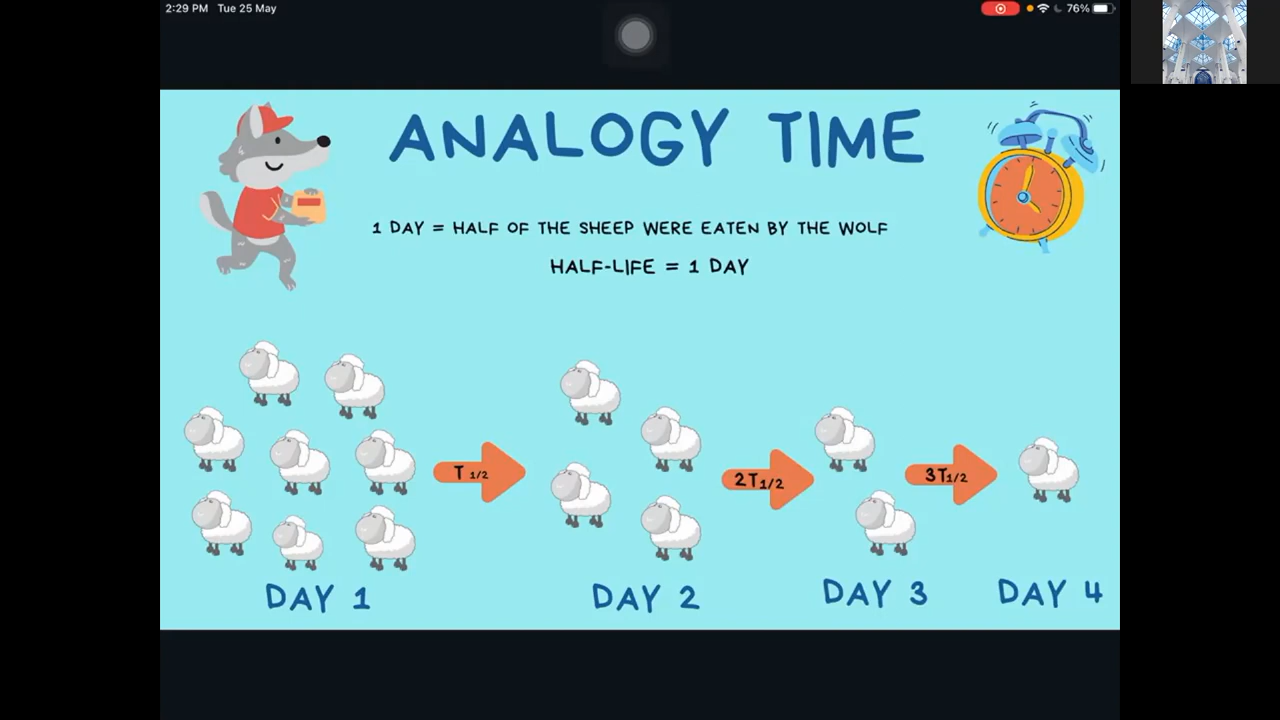 2:29 PM Tue 25 May
76%
ANALOGY TIME
1 DAY = HALF OF THE SHEEP WERE EATEN BY THE WOLF
HALF-LIFE = 1 DAY
T 1/2
2T1/2
3T1/2
DAY 1
DAY 2
DAY 3
DAY 4